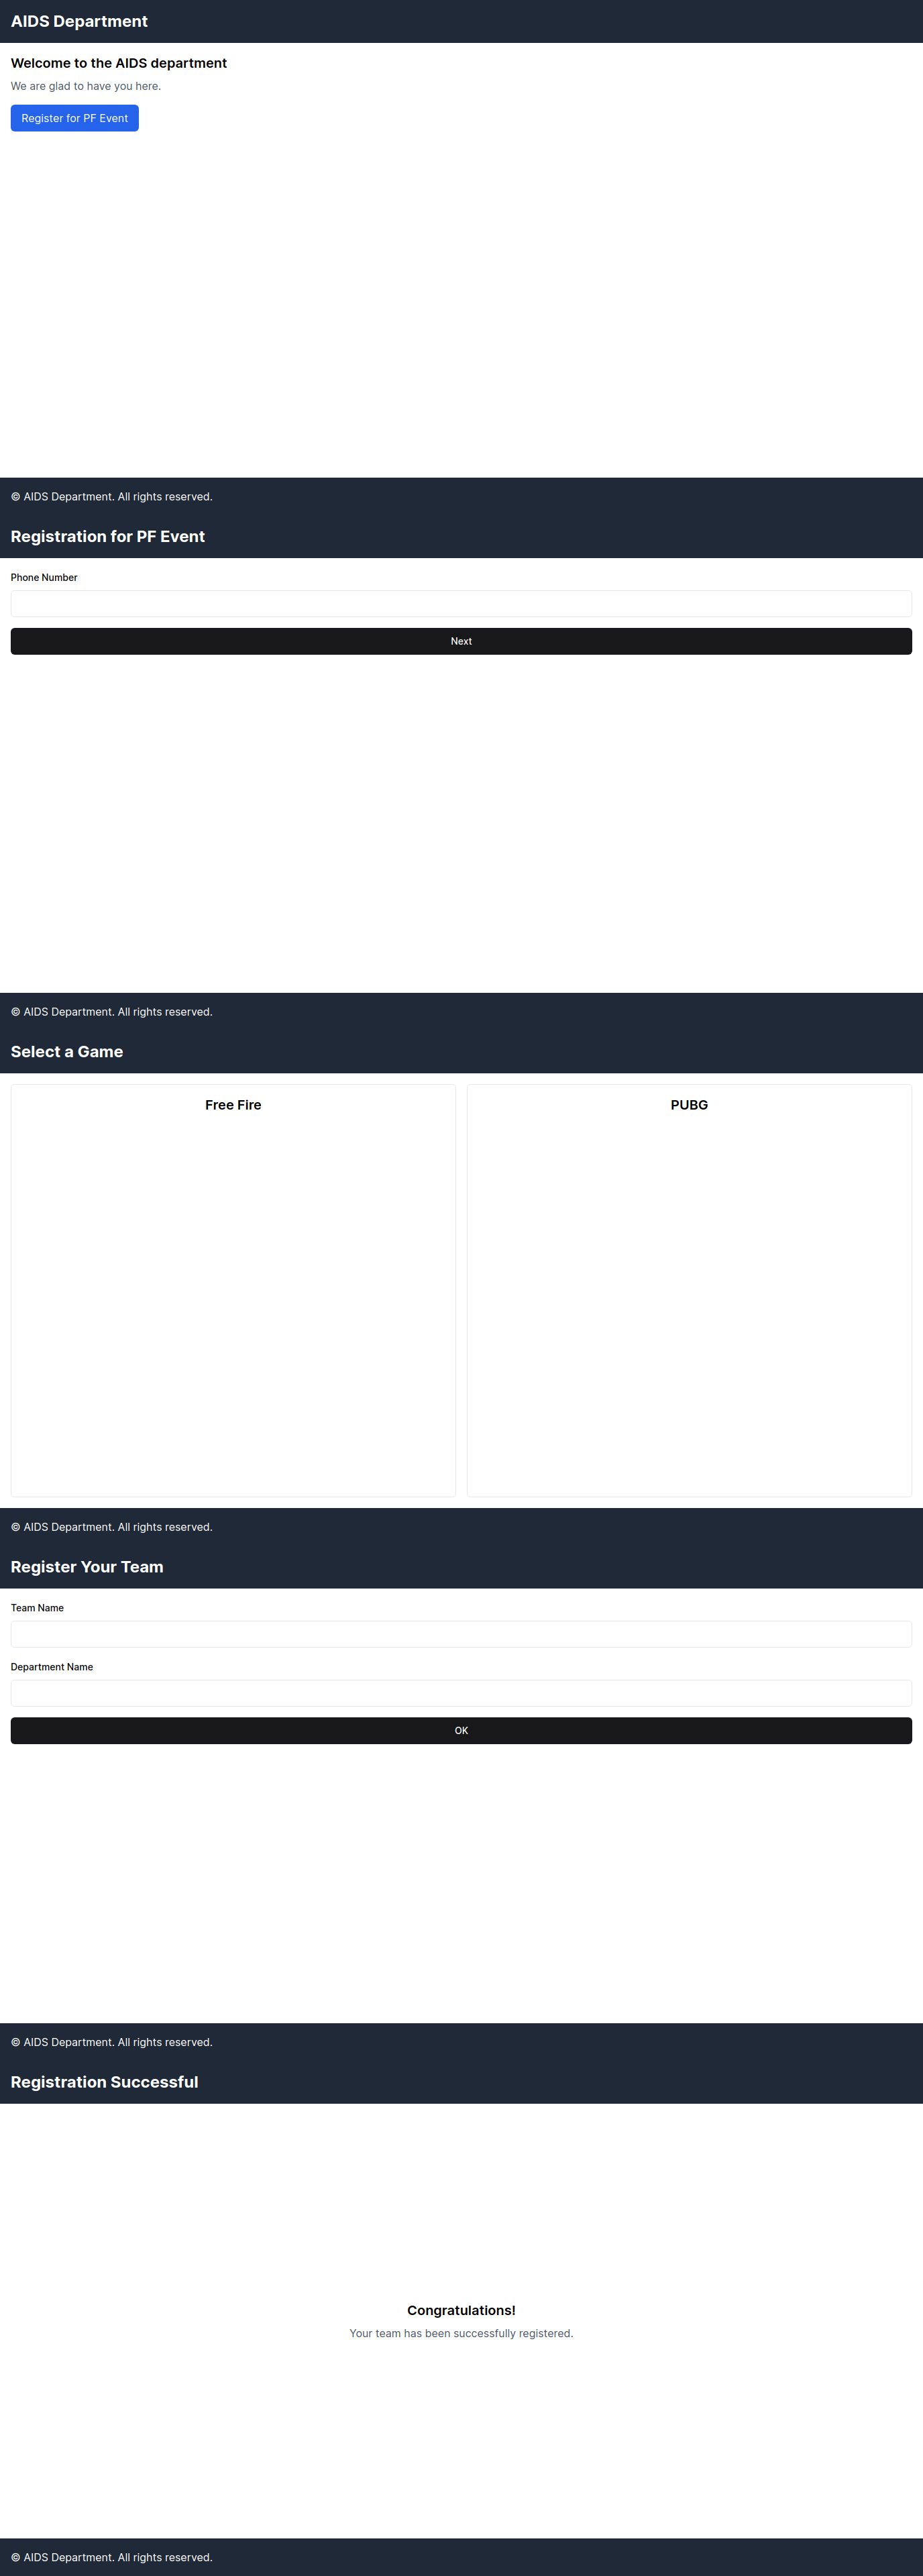 AIDS Department
Welcome to the AIDS department
We are glad to have you here.
Register for PF Event
© AIDS Department. All rights reserved.
Registration for PF Event
Phone Number
Next
© AIDS Department. All rights reserved.
Select a Game
Free Fire
PUBG
© AIDS Department. All rights reserved.
Register Your Team
Team Name
Department Name
OK
© AIDS Department. All rights reserved.
Registration Successful
Congratulations!
Your team has been successfully registered.
© AIDS Department. All rights reserved.